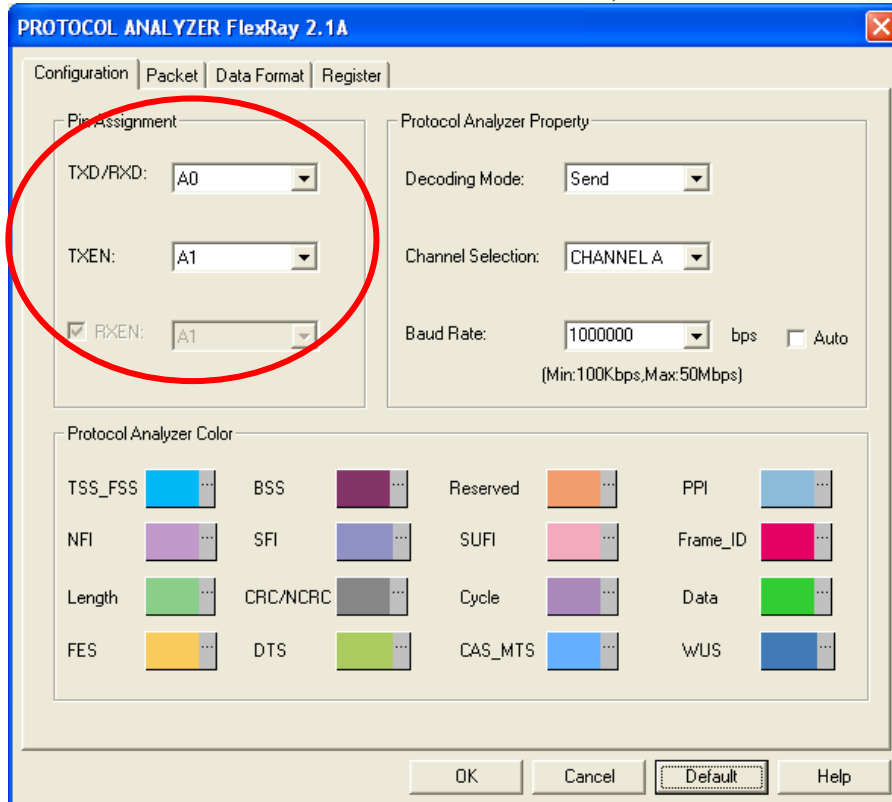 PROTOCOL ANALYZER FlexRay 2.1A
Configuration Packet Data Format Register
Pin Assignment
TXD/RXD: A0
TXEN: A1
RXEN: A1
Protocol Analyzer Property
Decoding Mode: Send
Channel Selection: CHANNEL A
Baud Rate: 1000000 bps Auto
(Min:100Kbps,Max:50Mbps)
Protocol Analyzer Color
TSS_FSS ... BSS ... Reserved ... PPI ...
NFI ... SFI ... SUFI ... Frame_ID ...
Length ... CRC/NCRC ... Cycle ... Data ...
FES ... DTS ... CAS_MTS ... WUS ...
OK Cancel Default Help